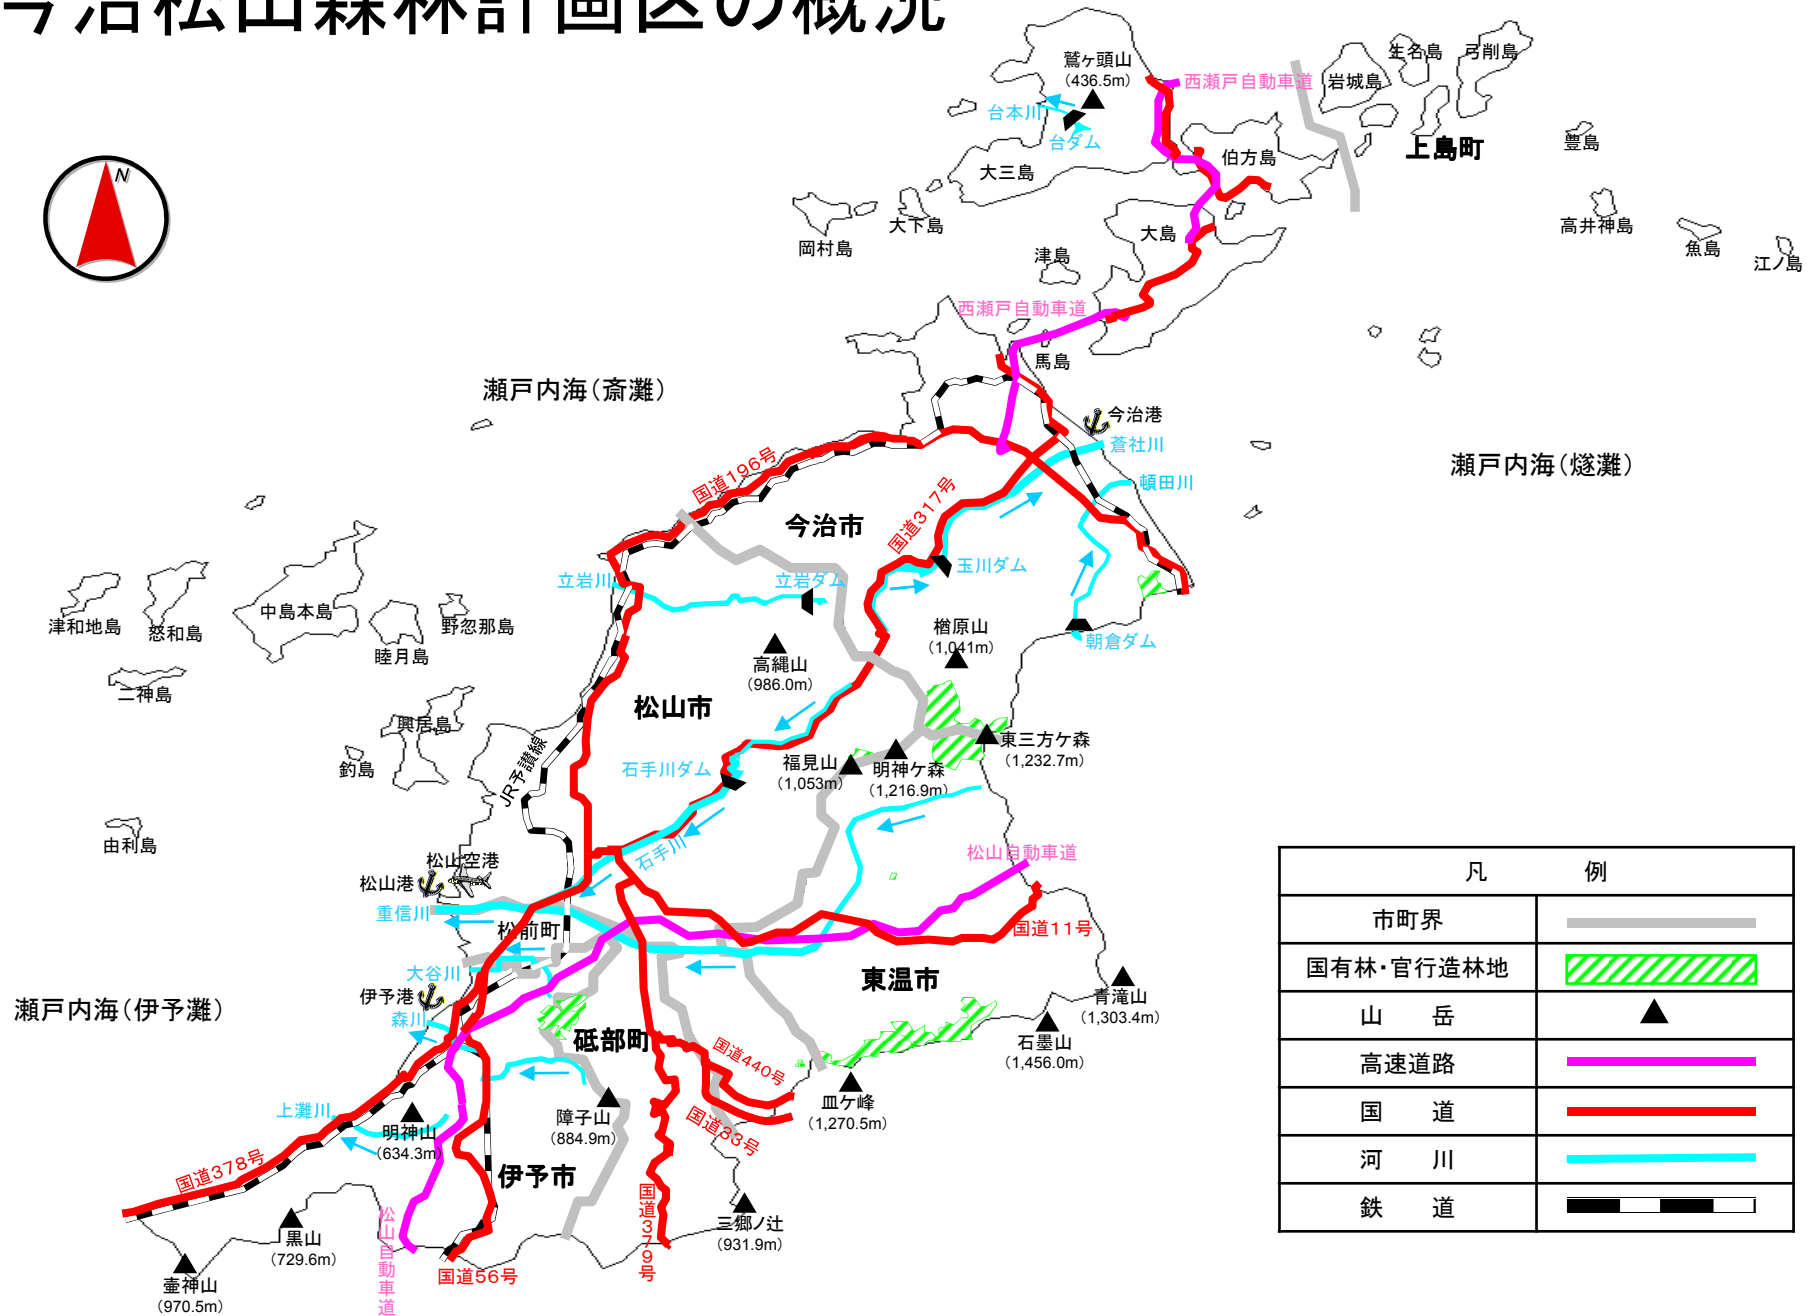 今治松山森林計画区の概況
N
鷲ヶ頭山
(436.5m)
西瀬戸自動車道
台本川
台ダム
大三島
伯方島
岩城島
生名島
弓削島
上島町
豊島
高井神島
魚島
江ノ島
岡村島
大下島
津島
大島
西瀬戸自動車道
馬島
瀬戸内海(斎灘)
今治港
蒼社川
頓田川
瀬戸内海(燧灘)
国道196号
今治市
国道317号
玉川ダム
立岩川
立岩ダム
楢原山
(1,041m)
朝倉ダム
津和地島
怒和島
中島本島
睦月島
野忽那島
二神島
高縄山
(986.0m)
松山市
興居島
釣島
由利島
JR予讃線
石手川ダム
福見山
(1,053m)
明神ケ森
(1,216.9m)
東三方ケ森
(1,232.7m)
石手川
松山自動車道
松山空港
松山港
重信川
松前町
国道11号
大谷川
伊予港
森川
瀬戸内海(伊予灘)
東温市
青滝山
(1,303.4m)
石墨山
(1,456.0m)
砥部町
国道440号
国道33号
皿ケ峰
(1,270.5m)
上灘川
明神山
(634.3m)
障子山
(884.9m)
伊予市
国道378号
国道379号
三郷ノ辻
(931.9m)
黒山
(729.6m)
壷神山
(970.5m)
松山自動車道
国道56号
凡 例
市町界
国有林・官行造林地
山 岳
高速道路
国 道
河 川
鉄 道